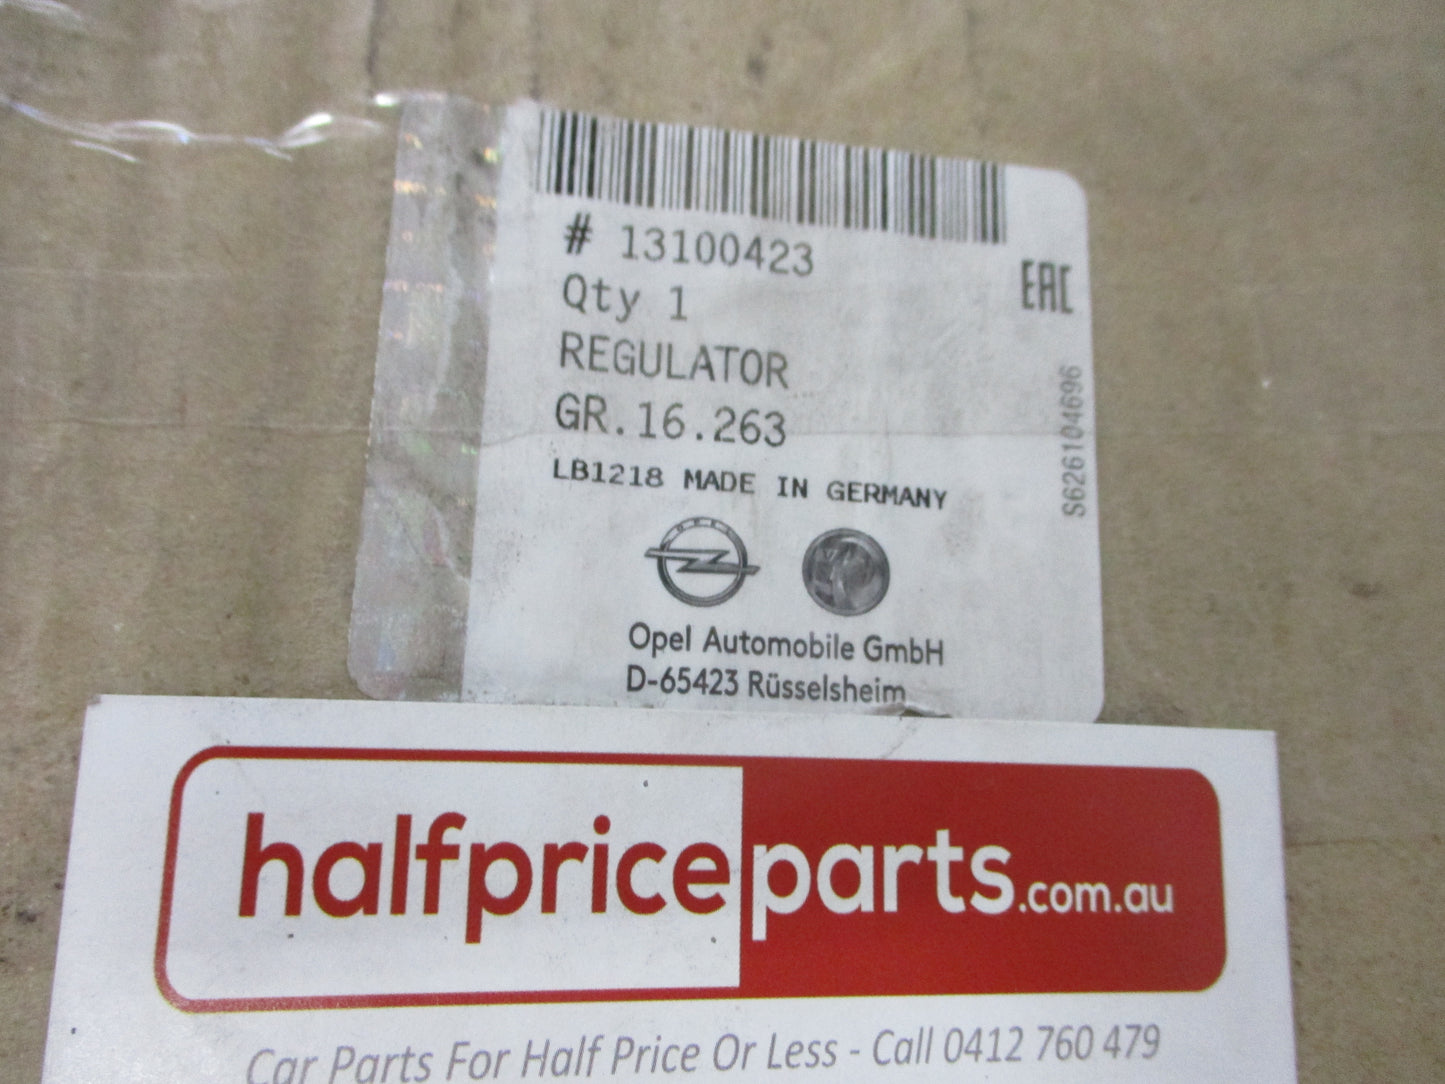 # 13100423
Qty 1
REGULATOR
GR.16.263
LB1218 MADE IN GERMANY
EAC
S626104696
OPEL
Opel Automobile GmbH
D-65423 Rüsselsheim
halfpriceparts.com.au
Car Parts For Half Price Or Less - Call 0412 760 479